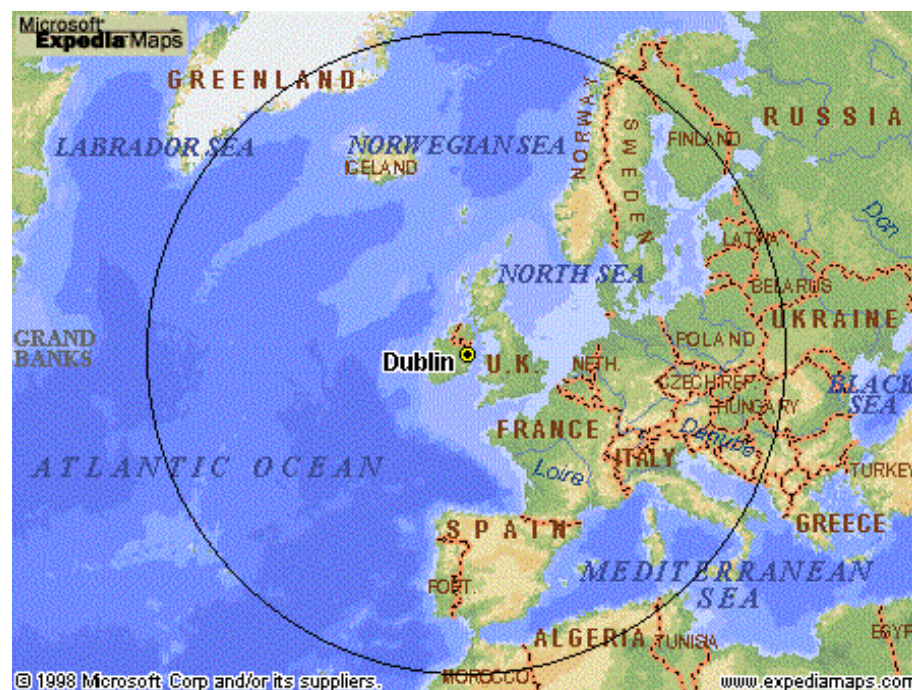 Microsoft
Expedia Maps
GREENLAND
RUSSIA
NORWAY
SWEDEN
FINLAND
LABRADOR SEA
NORWEGIAN SEA
ICELAND
Don
LATVIA
NORTH SEA
BELARUS
UKRAINE
GRAND
BANKS
POLAND
Dublin
U.K.
NETH.
CZECH REP.
BLACK
SEA
HUNGARY
FRANCE
Danube
ATLANTIC OCEAN
Loire
ITALY
TURKEY
SPAIN
GREECE
MEDITERRANEAN
SEA
PORT.
ALGERIA
TUNISIA
EGYP
MOROCCO
© 1998 Microsoft Corp and/or its suppliers.
www.expediamaps.com